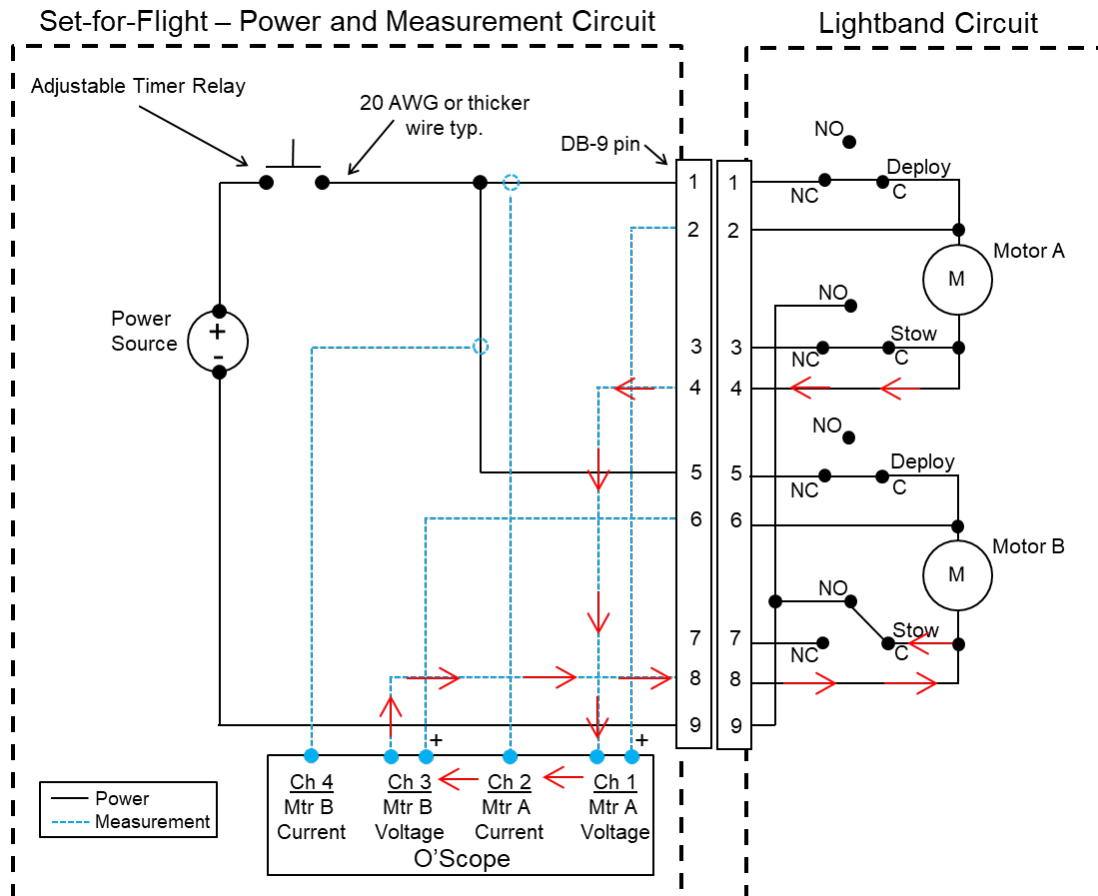 Set-for-Flight – Power and Measurement Circuit
Lightband Circuit
Adjustable Timer Relay
20 AWG or thicker
wire typ.
DB-9 pin
Power
Source
+
-
1
2
3
4
5
6
7
8
9
1
2
3
4
5
6
7
8
9
NO
Deploy
NC
C
Motor A
M
NO
Stow
NC
C
NO
Deploy
NC
C
Motor B
M
NO
Stow
NC
C
+
+
Ch 4
Mtr B
Current
Ch 3
Mtr B
Voltage
Ch 2
Mtr A
Current
Ch 1
Mtr A
Voltage
O'Scope
Power
Measurement